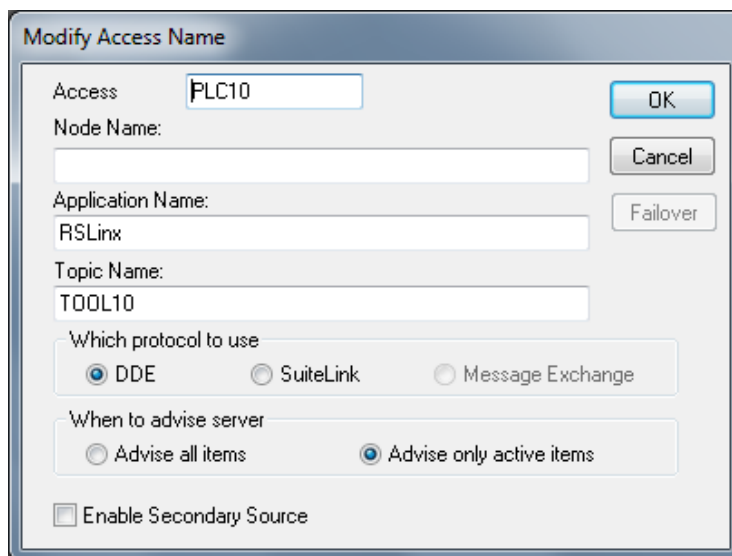 Modify Access Name
Access PLC10
OK
Node Name:
Cancel
Application Name:
Failover
RSLinx
Topic Name:
TOOL10
Which protocol to use
DDE SuiteLink Message Exchange
When to advise server
Advise all items Advise only active items
Enable Secondary Source